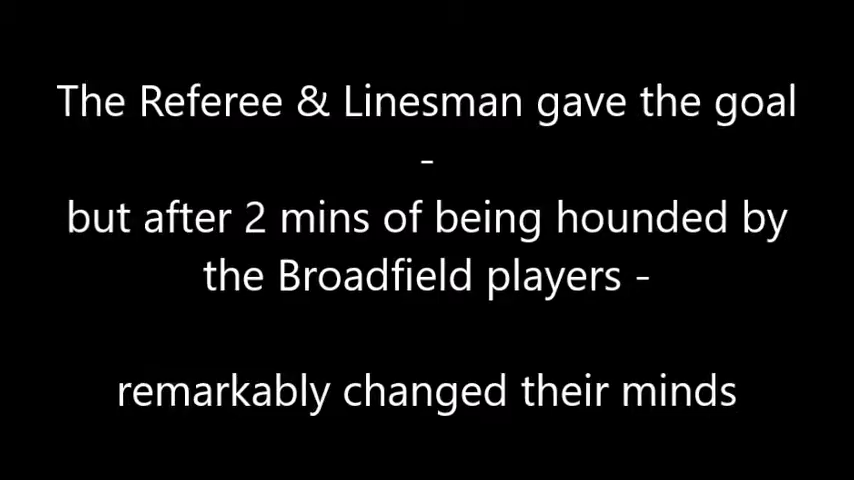 The Referee & Linesman gave the goal
-
but after 2 mins of being hounded by
the Broadfield players -
remarkably changed their minds